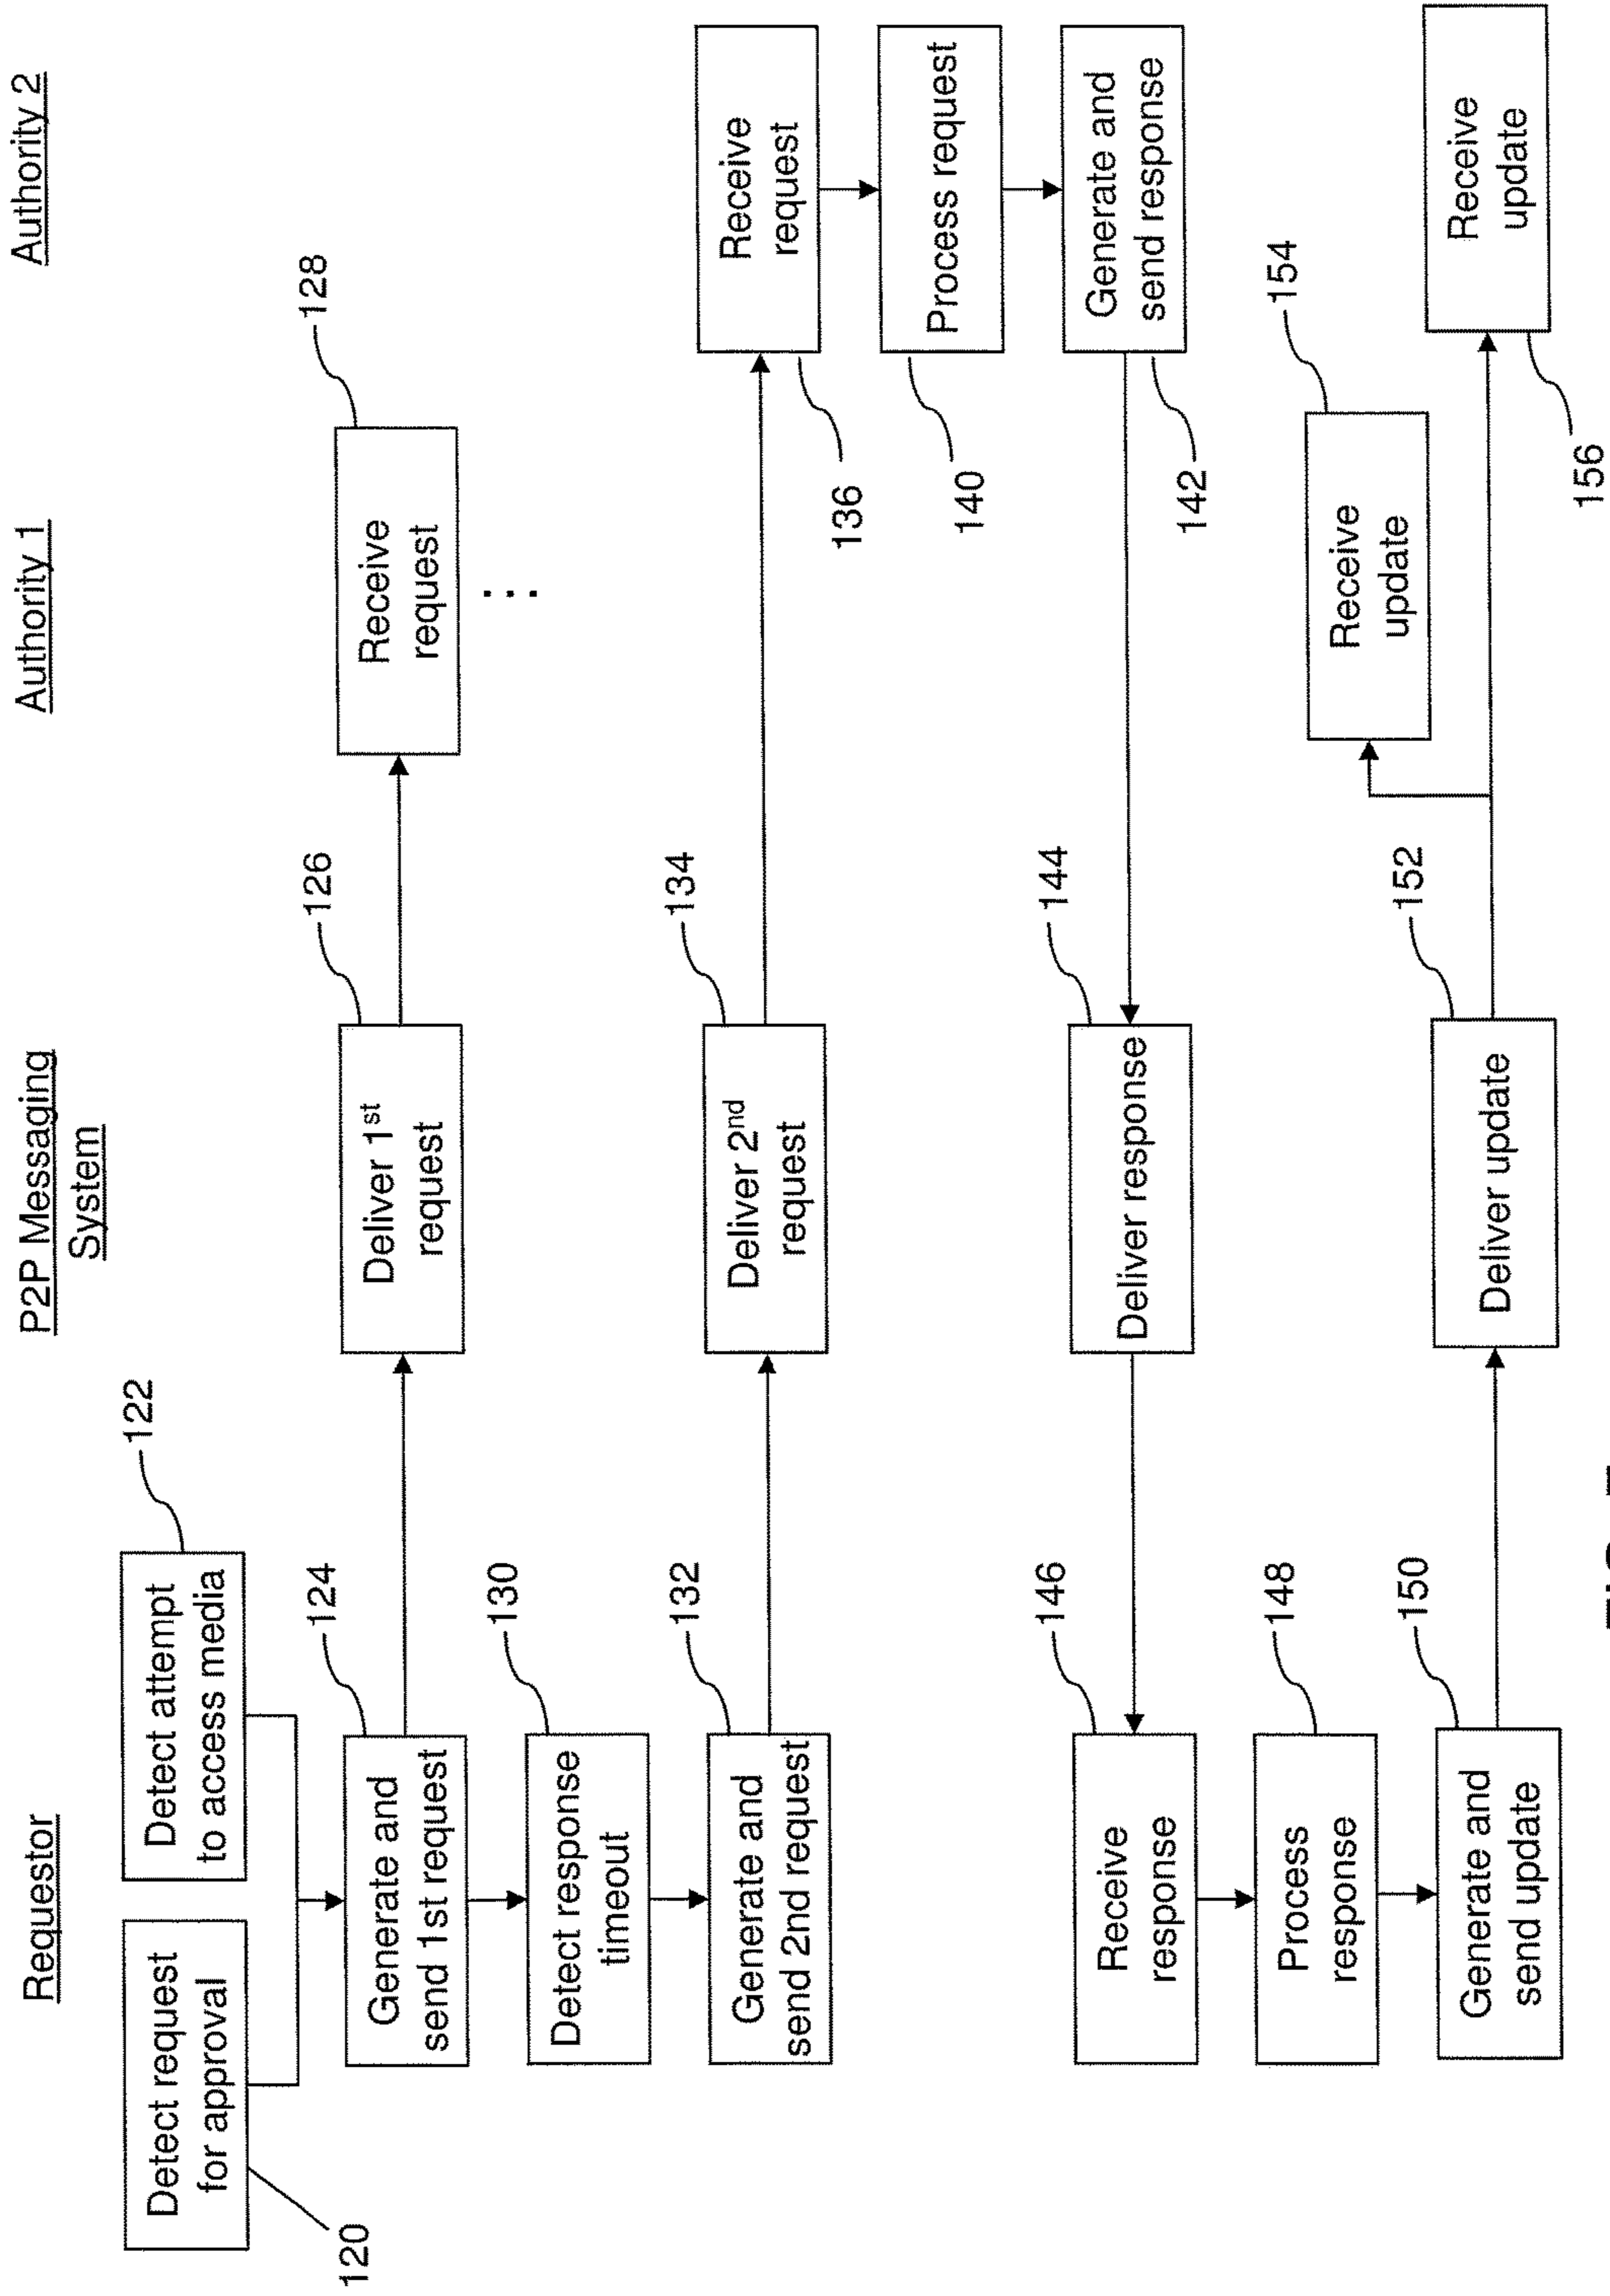 Requestor
P2P Messaging
System
Authority 1
Authority 2
Detect request
for approval
120
Detect attempt
to access media
122
Generate and
send 1st request
124
Deliver 1st
request
126
Receive
request
128
...
Detect response
timeout
130
Generate and
send 2nd request
132
Deliver 2nd
request
134
Receive
request
136
Process request
140
Generate and
send response
142
Deliver response
144
Receive
response
146
Process
response
148
Generate and
send update
150
Deliver update
152
Receive
update
154
Receive
update
156